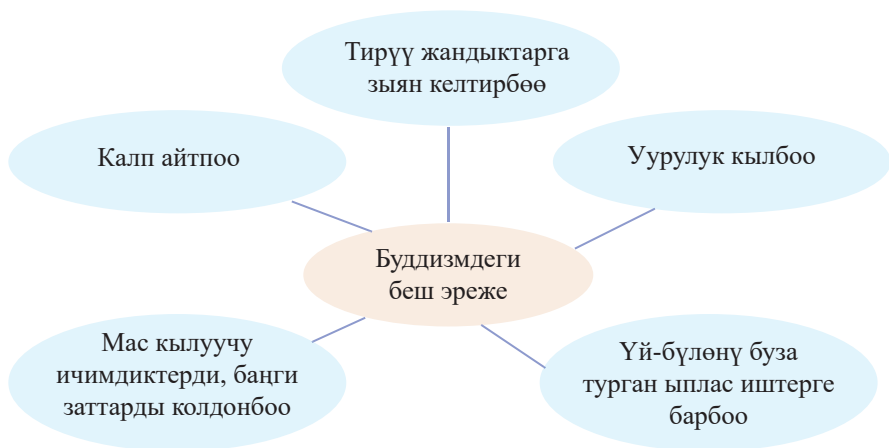 Тирүү жандыктарга
зыян келтирбөө
Калп айтпоо
Уурулук кылбоо
Буддизмдеги
беш эреже
Мас кылуучу
ичимдиктерди, баңги
заттарды колдонбоо
Үй-бүлөнү буза
турган ыплас иштерге
барбоо